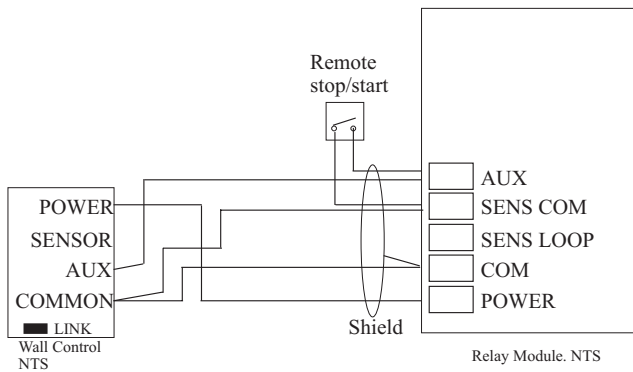 Remote
stop/start
AUX
SENS COM
SENS LOOP
COM
POWER
POWER
SENSOR
AUX
COMMON
LINK
Wall Control
NTS
Shield
Relay Module. NTS